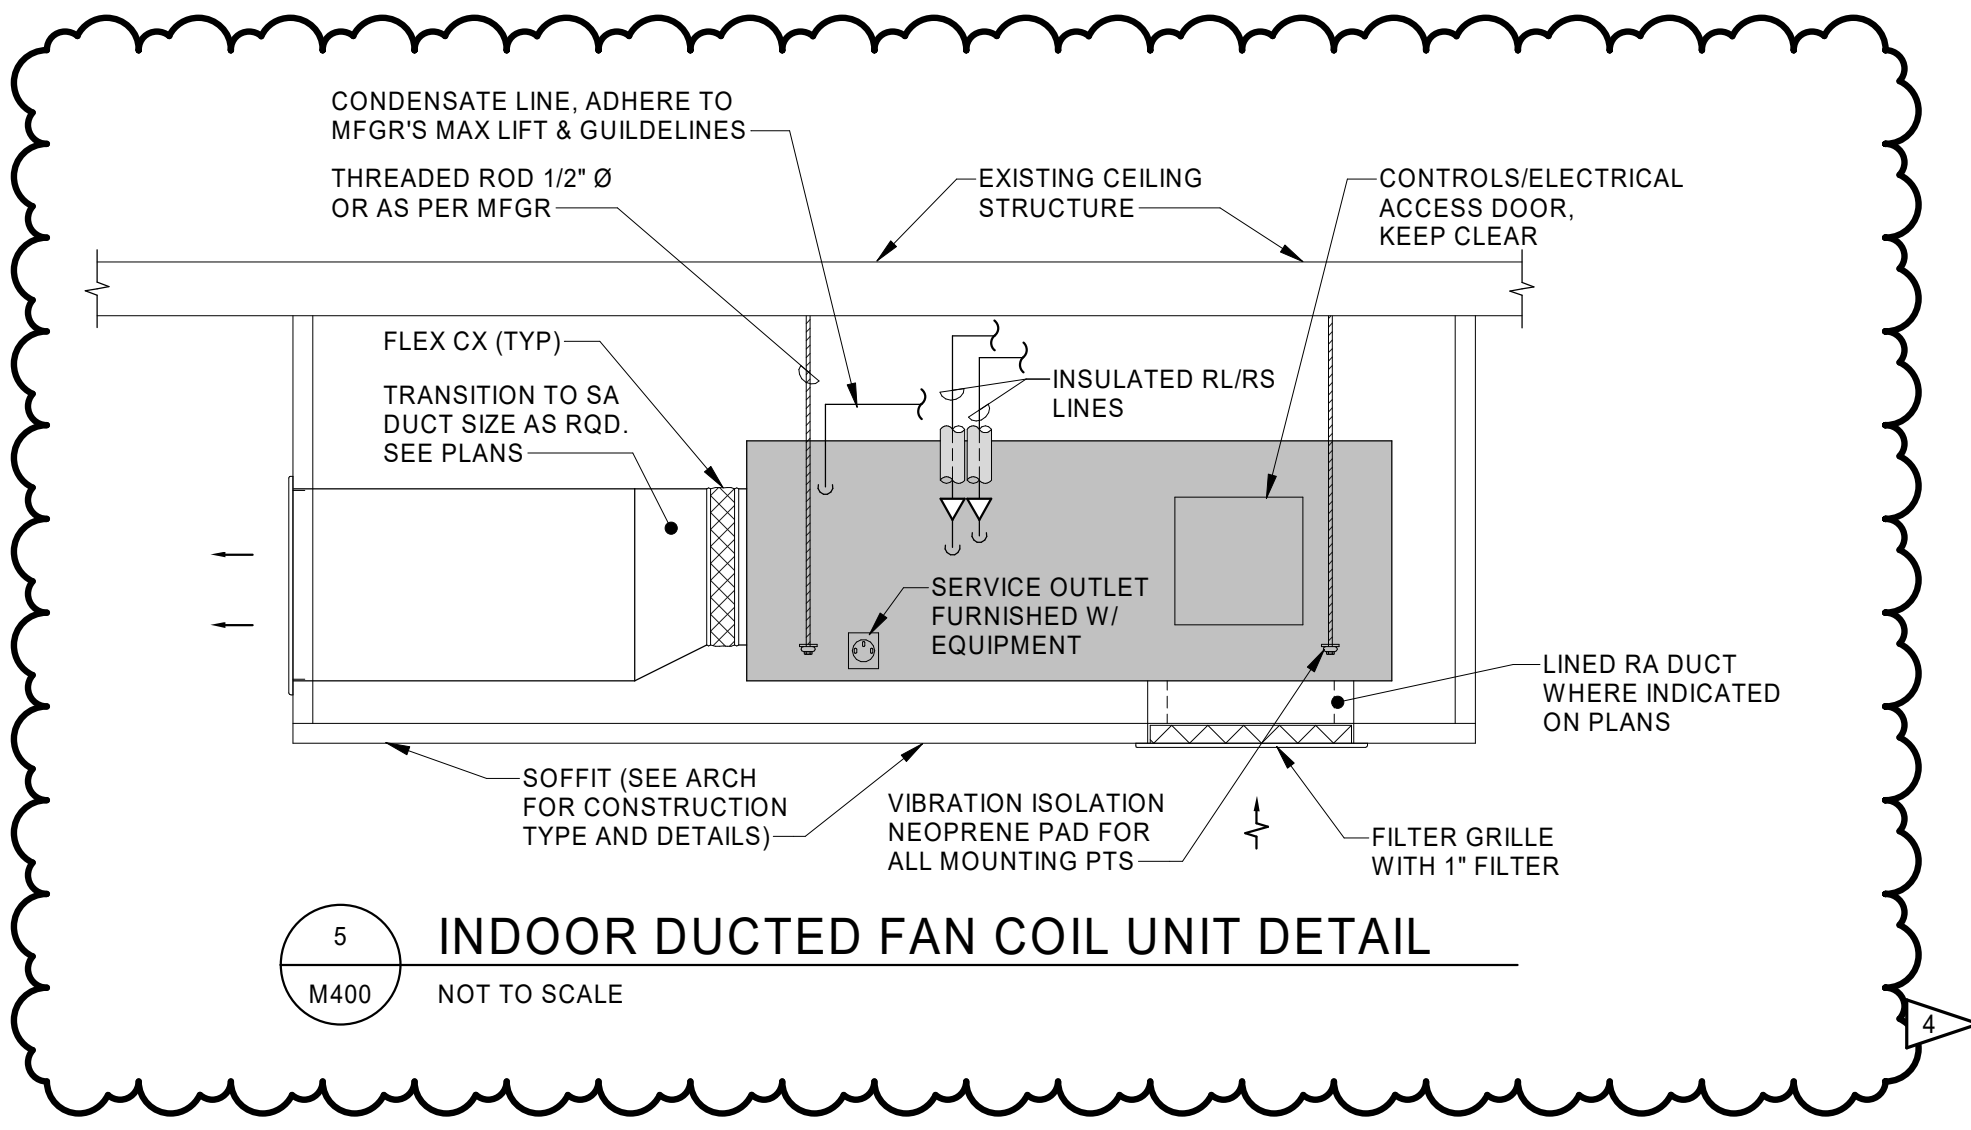 CONDENSATE LINE, ADHERE TO
MFGR'S MAX LIFT & GUILDELINES
THREADED ROD 1/2" Ø
OR AS PER MFGR
EXISTING CEILING
STRUCTURE
CONTROLS/ELECTRICAL
ACCESS DOOR,
KEEP CLEAR
FLEX CX (TYP)
TRANSITION TO SA
DUCT SIZE AS RQD.
SEE PLANS
INSULATED RL/RS
LINES
SERVICE OUTLET
FURNISHED W/
EQUIPMENT
LINED RA DUCT
WHERE INDICATED
ON PLANS
SOFFIT (SEE ARCH
FOR CONSTRUCTION
TYPE AND DETAILS)
VIBRATION ISOLATION
NEOPRENE PAD FOR
ALL MOUNTING PTS
FILTER GRILLE
WITH 1" FILTER
5
M400
INDOOR DUCTED FAN COIL UNIT DETAIL
NOT TO SCALE
4